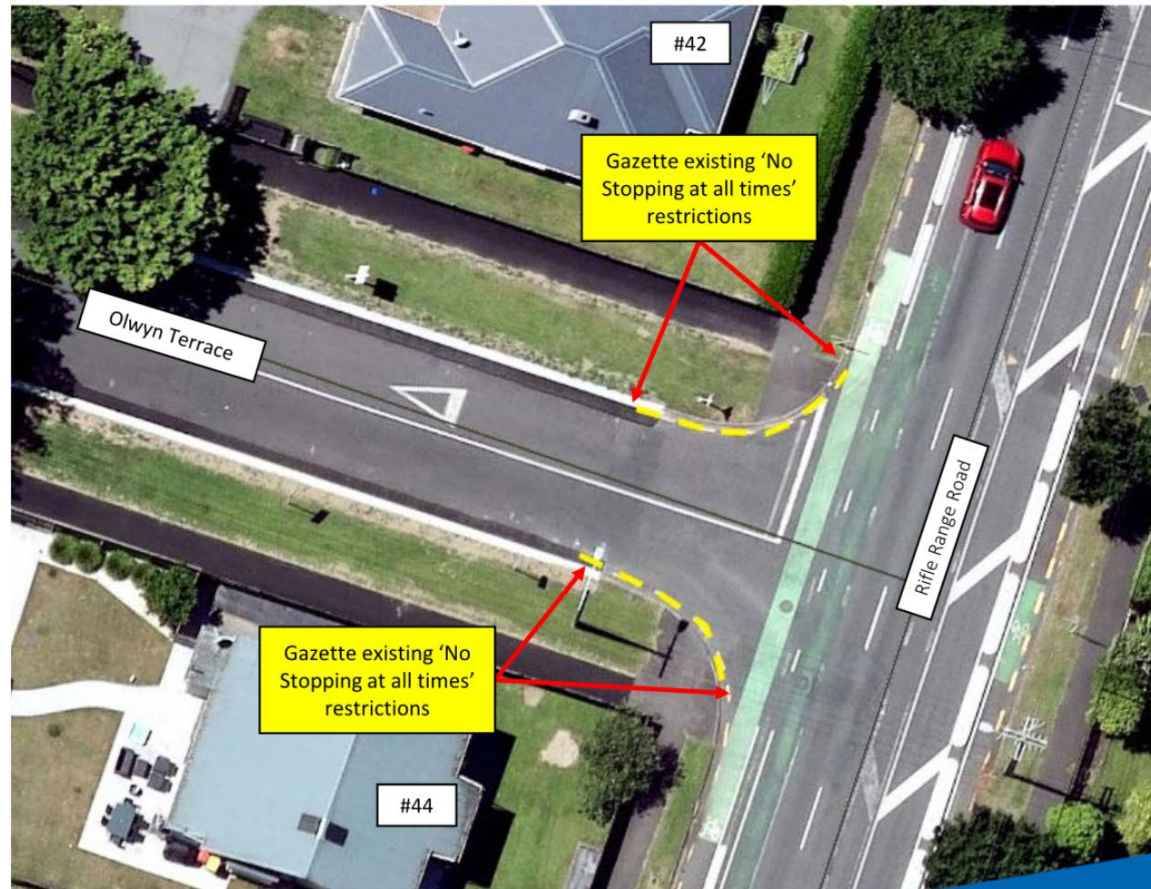 #42
Gazette existing ‘No
Stopping at all times’
restrictions
Olwyn Terrace
Rifle Range Road
Gazette existing ‘No
Stopping at all times’
restrictions
#44